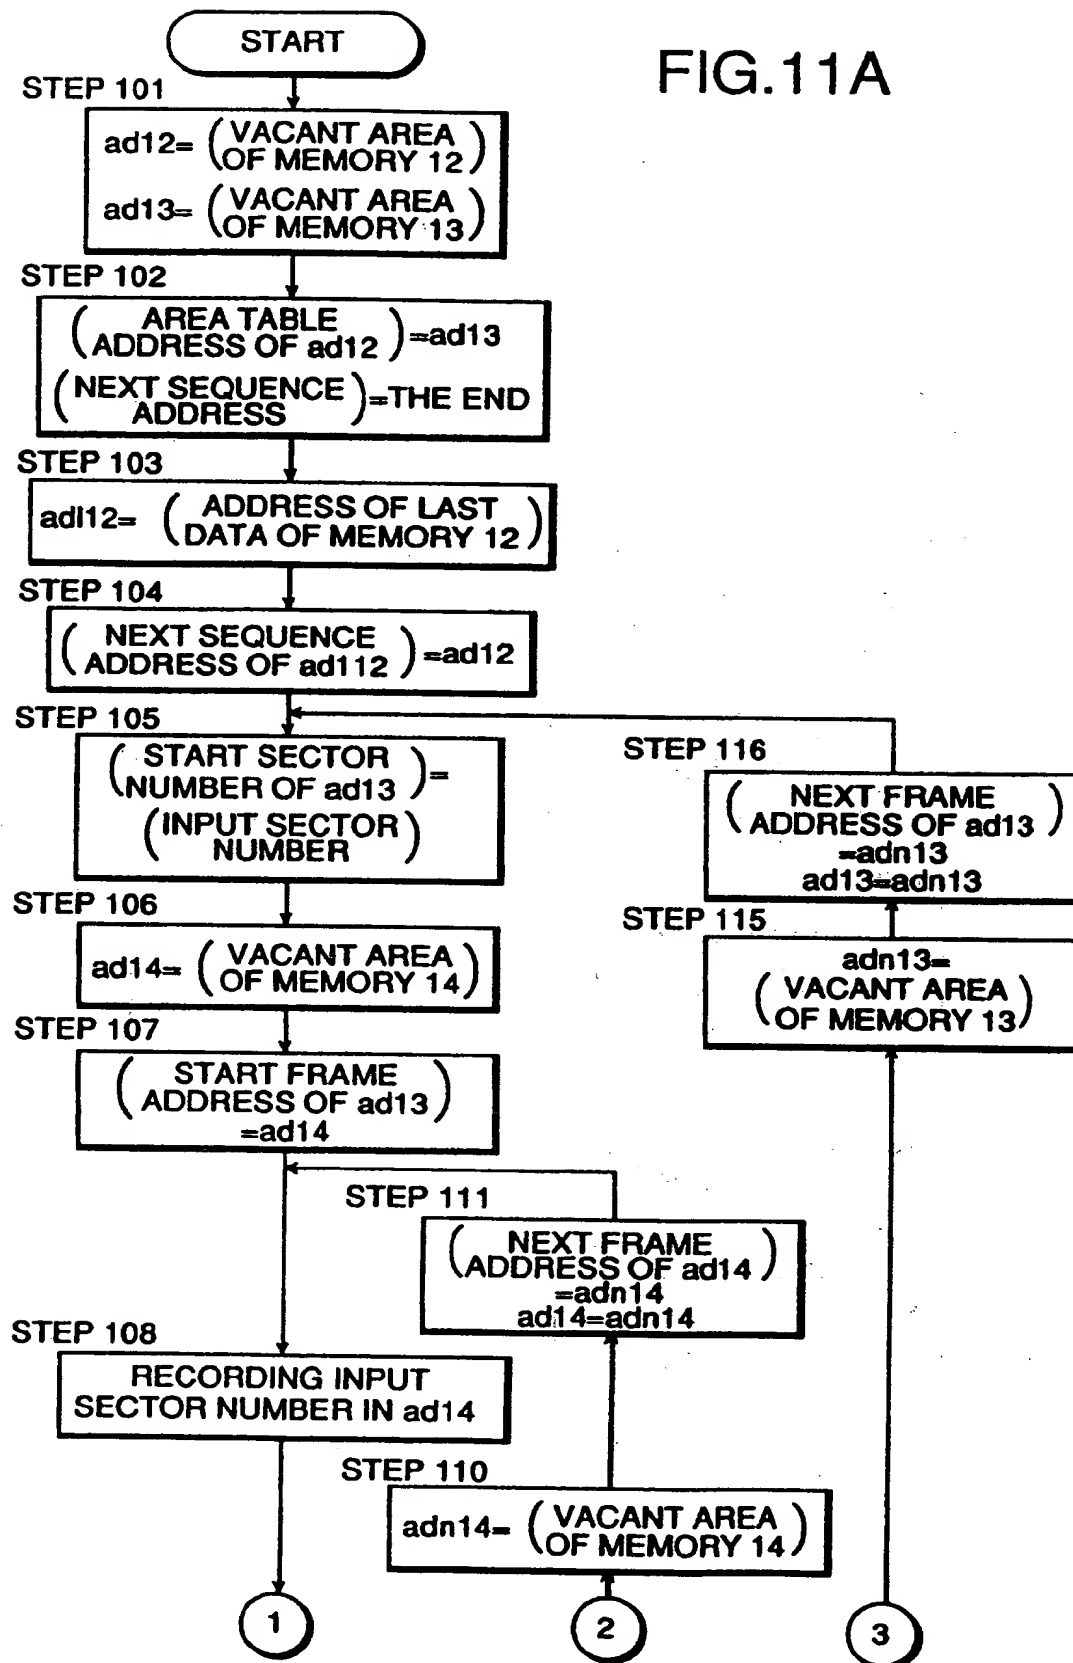 START
FIG.11A
STEP 101
ad12= (VACANT AREA
OF MEMORY 12)
ad13= (VACANT AREA
OF MEMORY 13)
STEP 102
(AREA TABLE
ADDRESS OF ad12)=ad13
(NEXT SEQUENCE
ADDRESS)=THE END
STEP 103
adl12= (ADDRESS OF LAST
DATA OF MEMORY 12)
STEP 104
(NEXT SEQUENCE
ADDRESS OF ad112)=ad12
STEP 105
(START SECTOR
NUMBER OF ad13)=
(INPUT SECTOR
NUMBER)
STEP 106
ad14= (VACANT AREA
OF MEMORY 14)
STEP 107
(START FRAME
ADDRESS OF ad13)
=ad14
STEP 116
(NEXT FRAME
ADDRESS OF ad13)
=adn13
ad13=adn13
STEP 115
adn13=
(VACANT AREA
OF MEMORY 13)
STEP 111
(NEXT FRAME
ADDRESS OF ad14)
=adn14
ad14=adn14
STEP 108
RECORDING INPUT
SECTOR NUMBER IN ad14
STEP 110
adn14= (VACANT AREA
OF MEMORY 14)
1
2
3